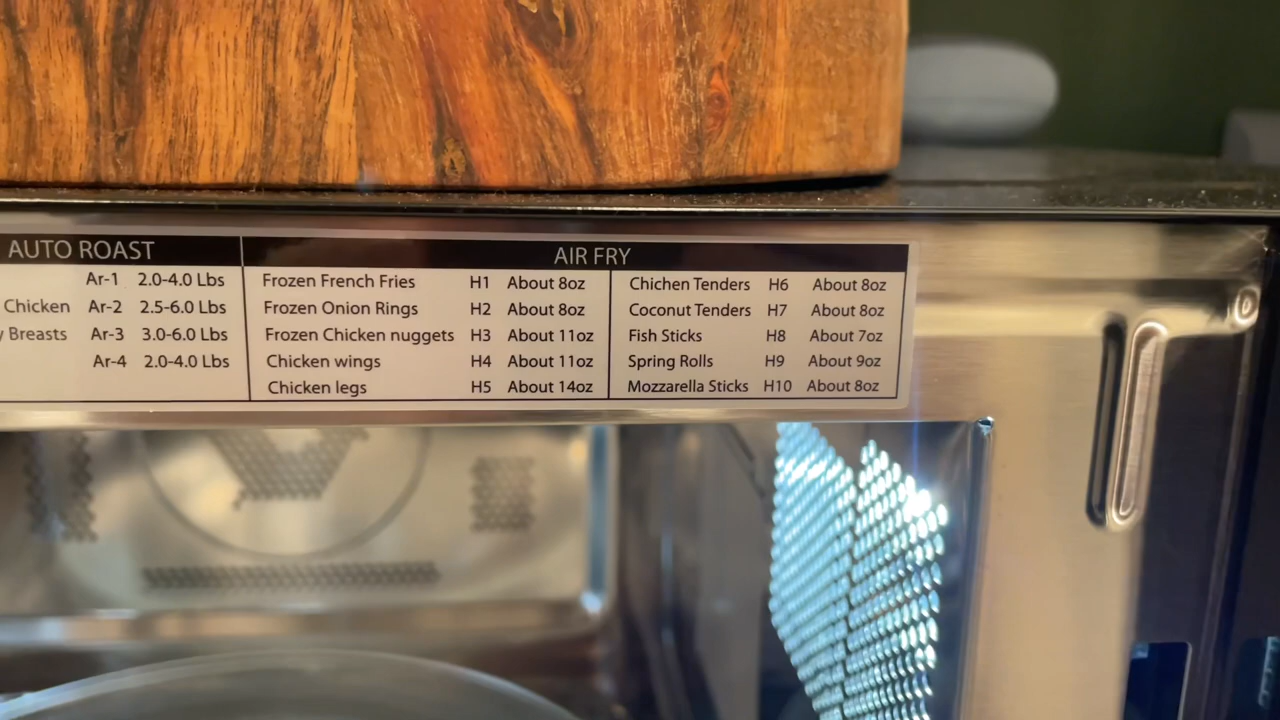 AUTO ROAST AIR FRY
Ar-1 2.0-4.0 Lbs Frozen French Fries H1 About 8oz Chichen Tenders H6 About 8oz
Chicken Ar-2 2.5-6.0 Lbs Frozen Onion Rings H2 About 8oz Coconut Tenders H7 About 8oz
y Breasts Ar-3 3.0-6.0 Lbs Frozen Chicken nuggets H3 About 11oz Fish Sticks H8 About 7oz
Ar-4 2.0-4.0 Lbs Chicken wings H4 About 11oz Spring Rolls H9 About 9oz
Chicken legs H5 About 14oz Mozzarella Sticks H10 About 8oz